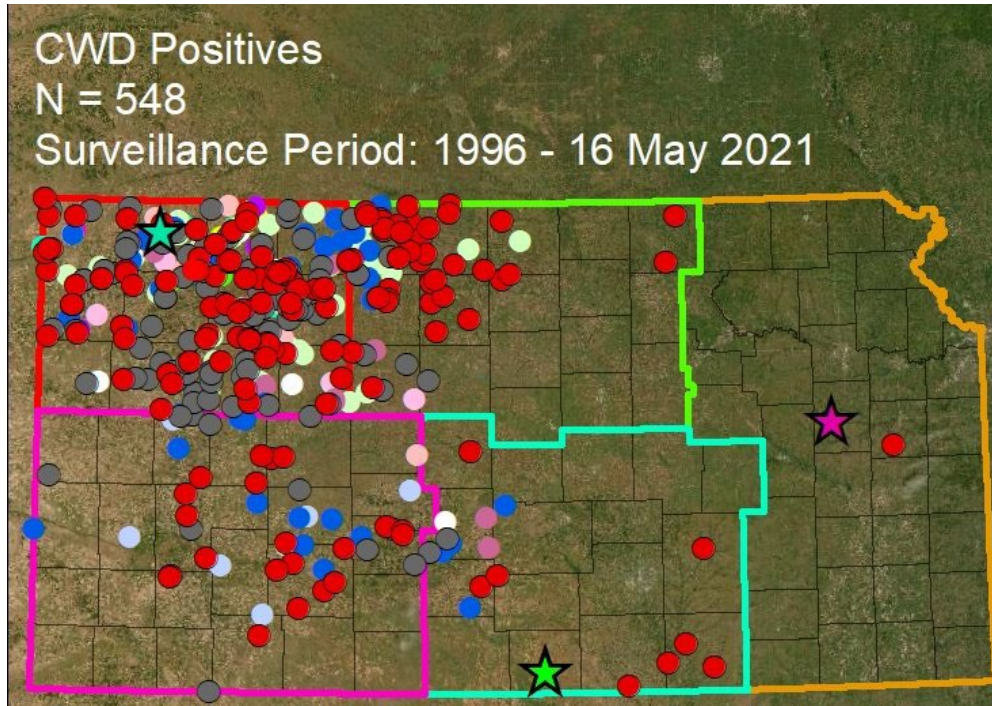 CWD Positives
N = 548
Surveillance Period: 1996 - 16 May 2021